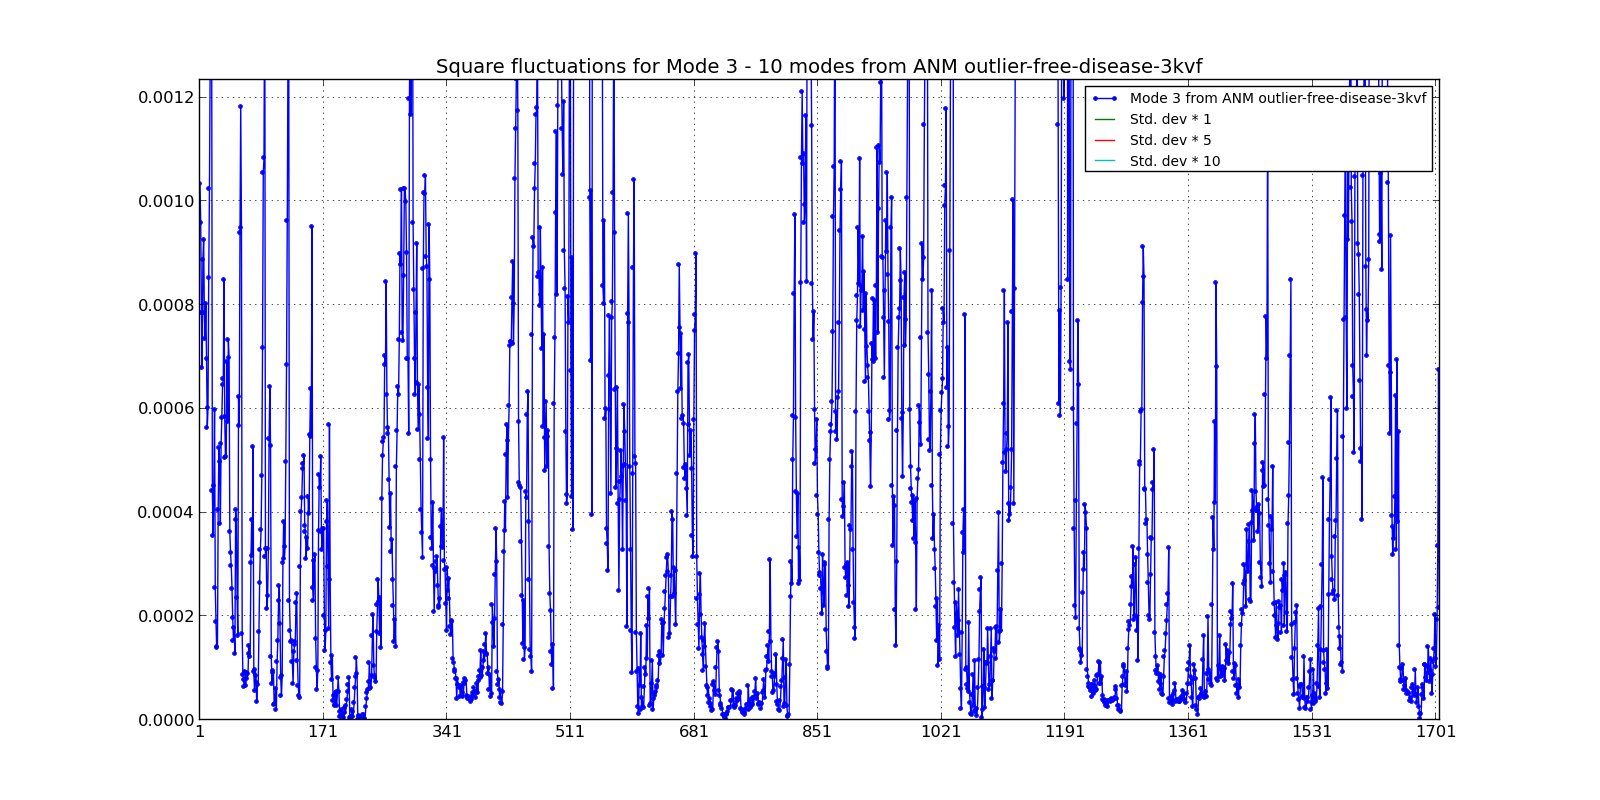 Square fluctuations for Mode 3 - 10 modes from ANM outlier-free-disease-3kvf
Mode 3 from ANM outlier-free-disease-3kvf
Std. dev * 1
Std. dev * 5
Std. dev * 10
0.0012
0.0010
0.0008
0.0006
0.0004
0.0002
0.0000
1 171 341 511 681 851 1021 1191 1361 1531 1701